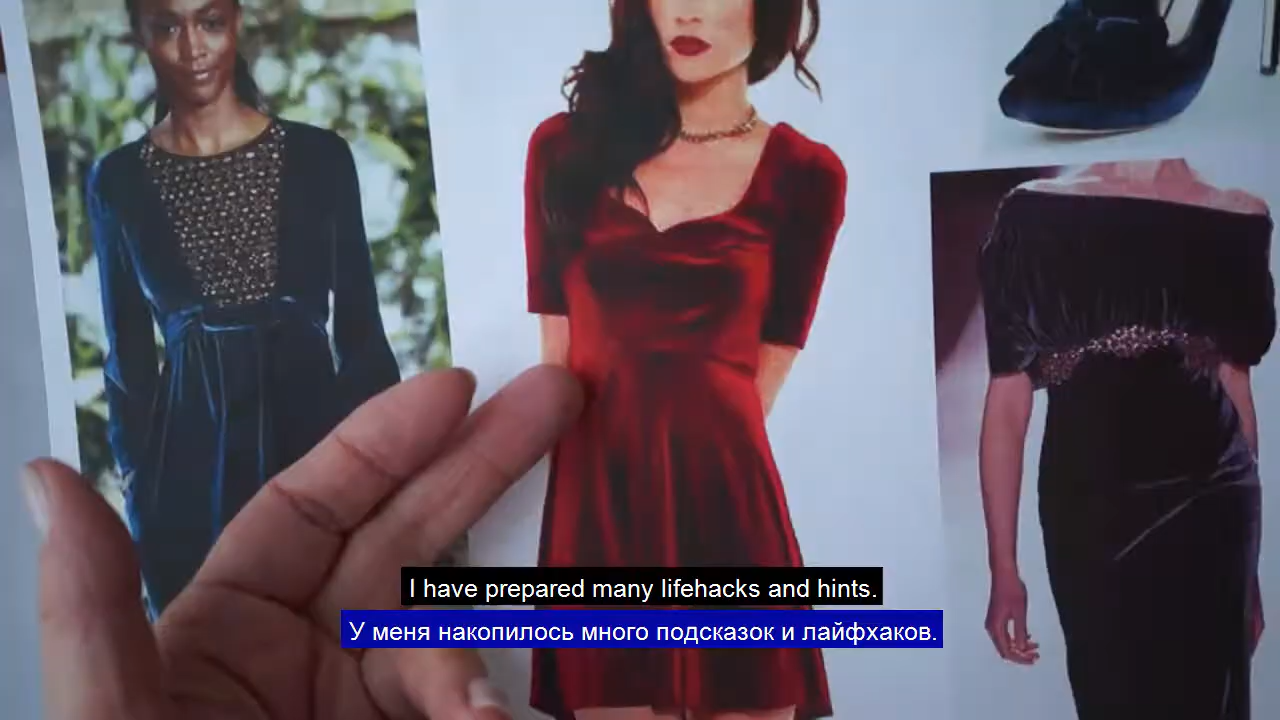 I have prepared many lifehacks and hints.
У меня накопилось много подсказок и лайфхаков.